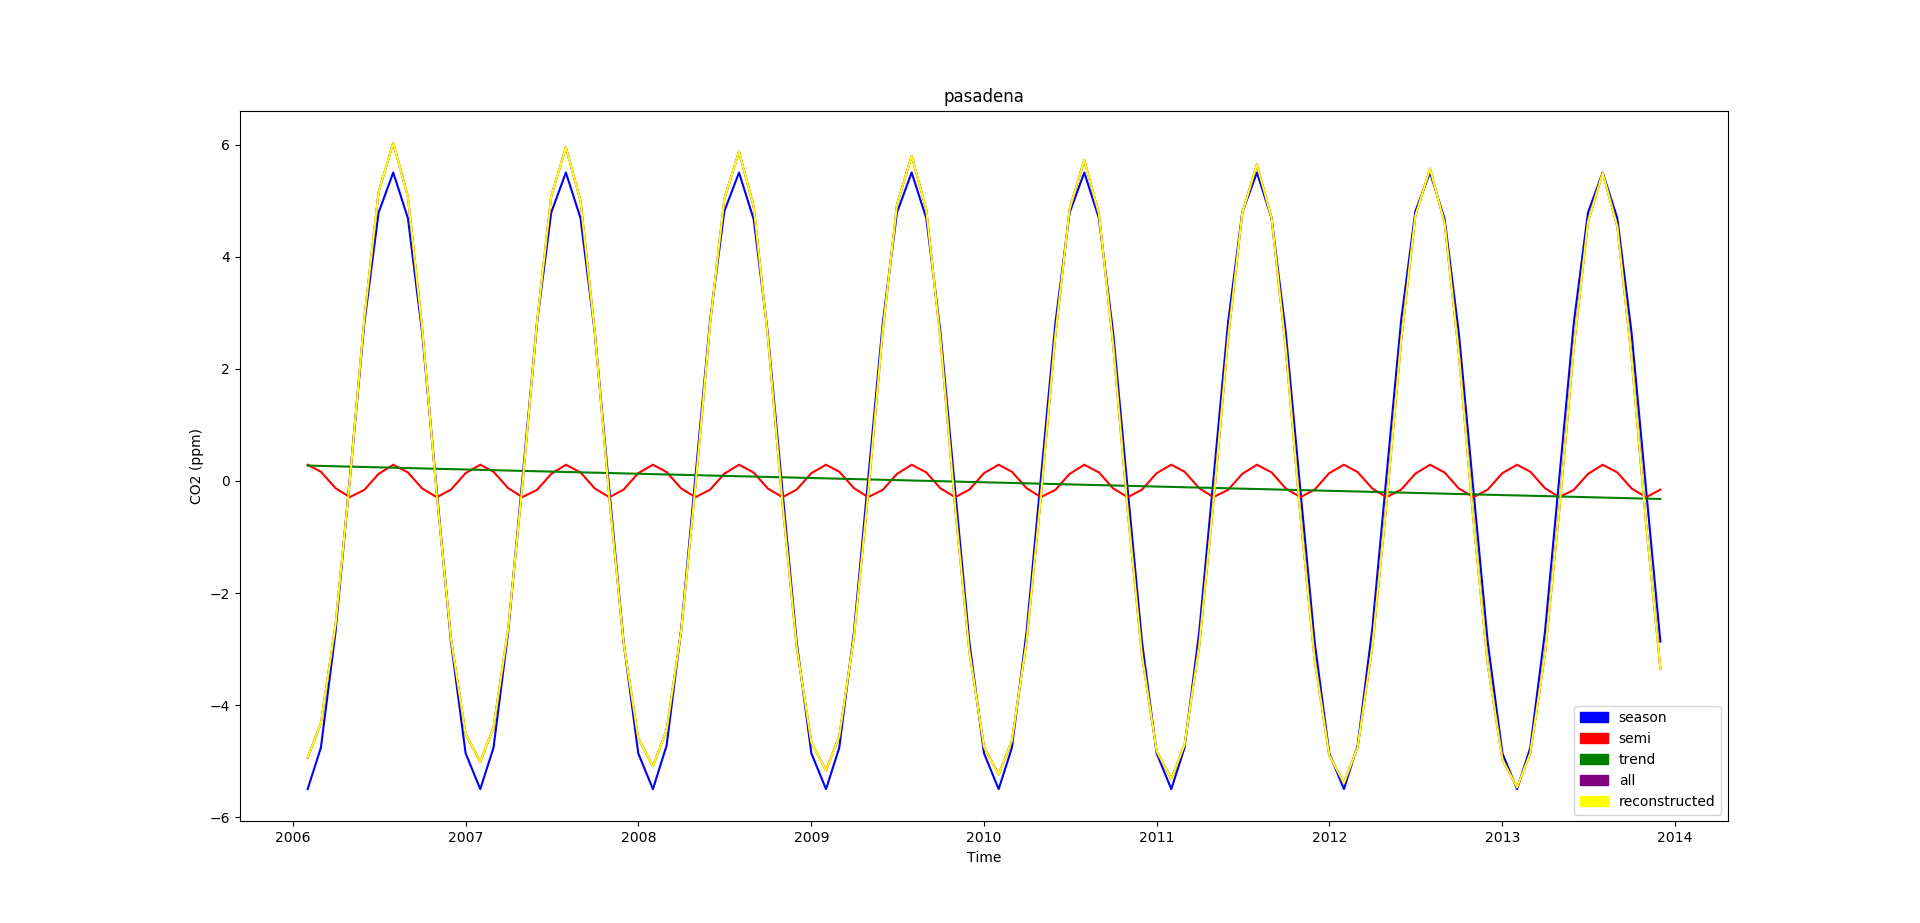 pasadena
CO2 (ppm)
6
4
2
0
−2
−4
−6
2006 2007 2008 2009 2010 2011 2012 2013 2014
Time
season
semi
trend
all
reconstructed